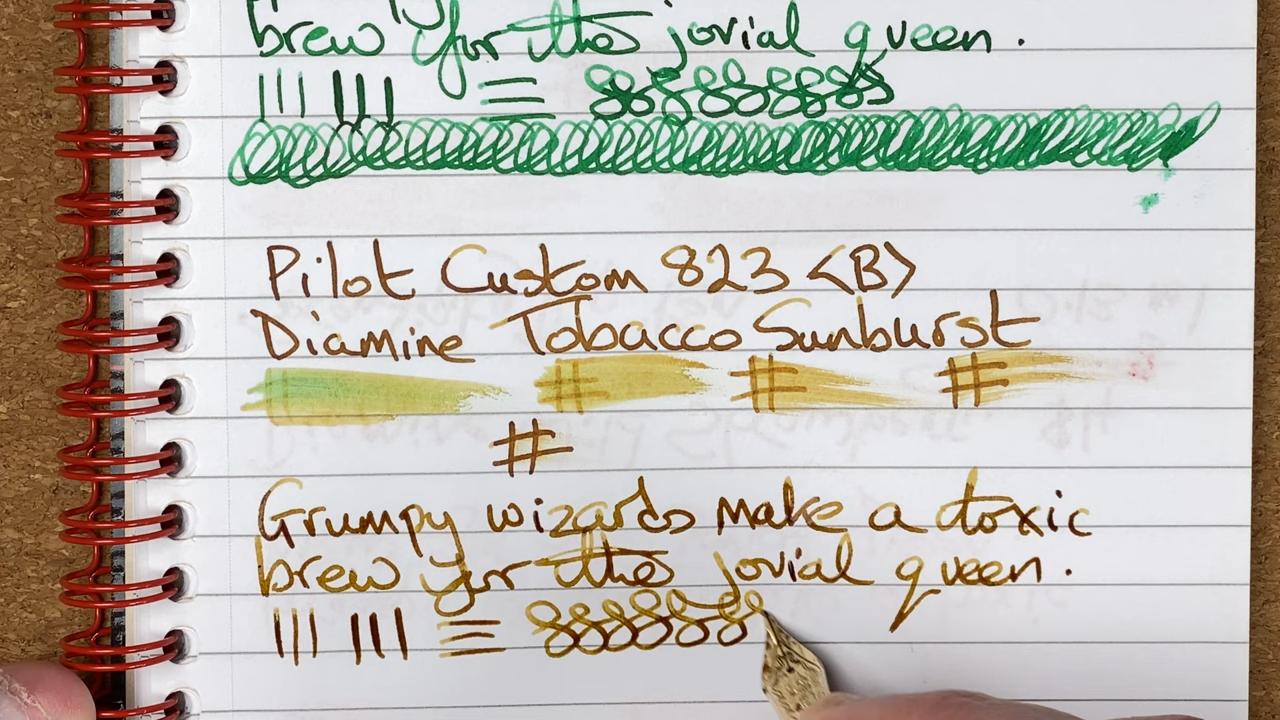 brew for the jovial queen.
Pilot Custom 823 <B>
Diamine Tobacco Sunburst
#
#
#
#
Grumpy wizards make a toxic
brew for the jovial queen.